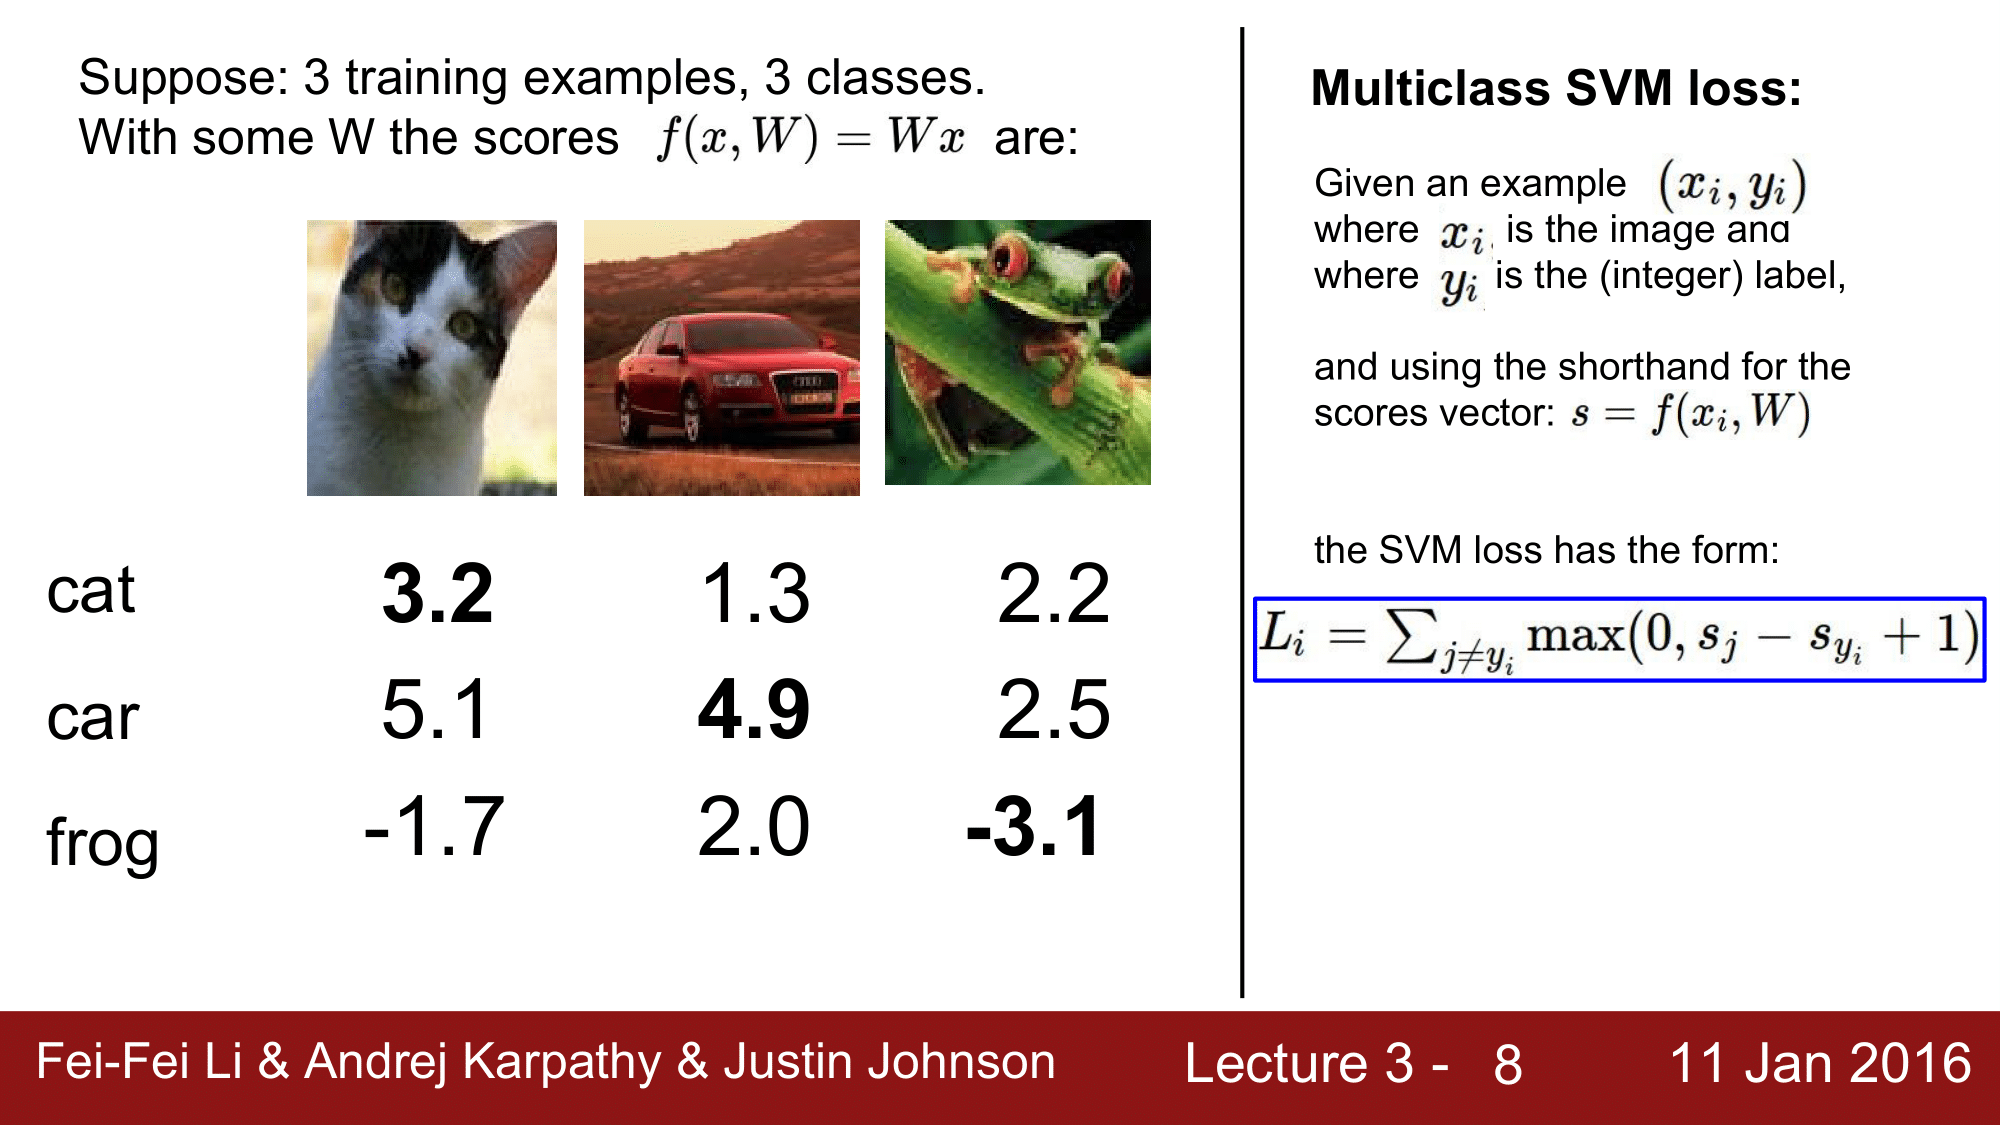 Suppose: 3 training examples, 3 classes.
With some W the scores f(x, W) = Wx are:
cat 3.2 1.3 2.2
car 5.1 4.9 2.5
frog -1.7 2.0 -3.1
Multiclass SVM loss:
Given an example (x_i, y_i)
where x_i is the image and
where y_i is the (integer) label,
and using the shorthand for the
scores vector: s = f(x_i, W)
the SVM loss has the form:
L_i = ∑_{j≠y_i} max(0, s_j − s_{y_i} + 1)
Fei-Fei Li & Andrej Karpathy & Justin Johnson Lecture 3 - 8 11 Jan 2016